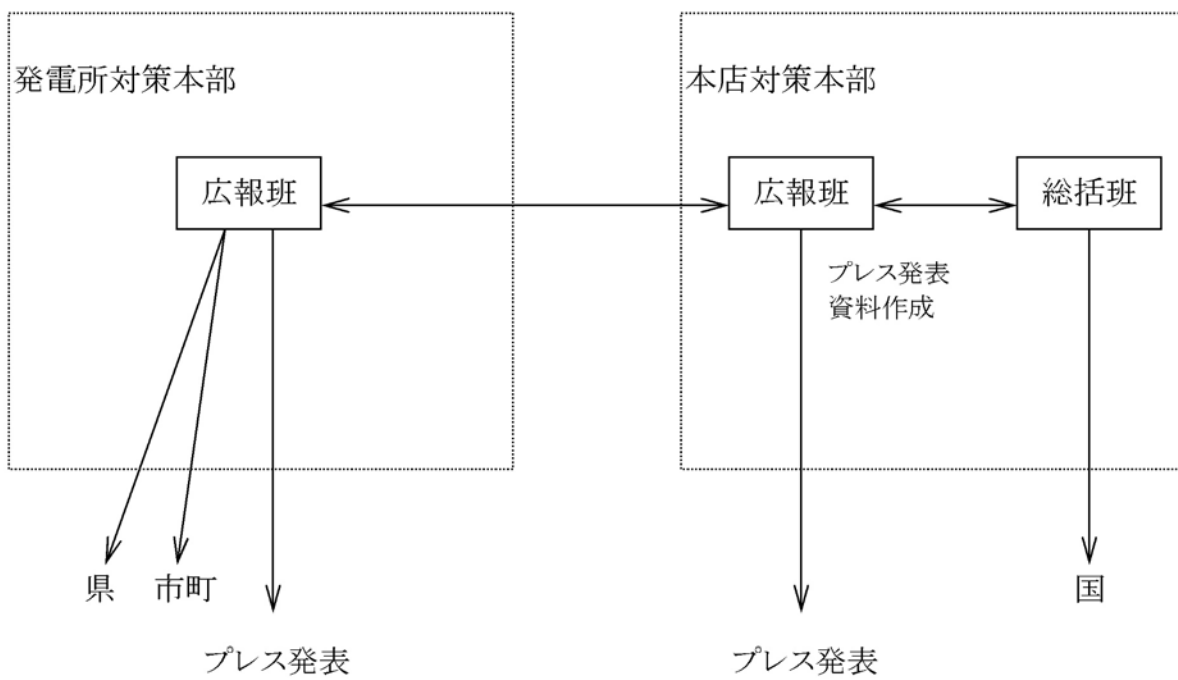 発電所対策本部
本店対策本部
広報班
広報班
総括班
プレス発表
資料作成
県
市町
国
プレス発表
プレス発表